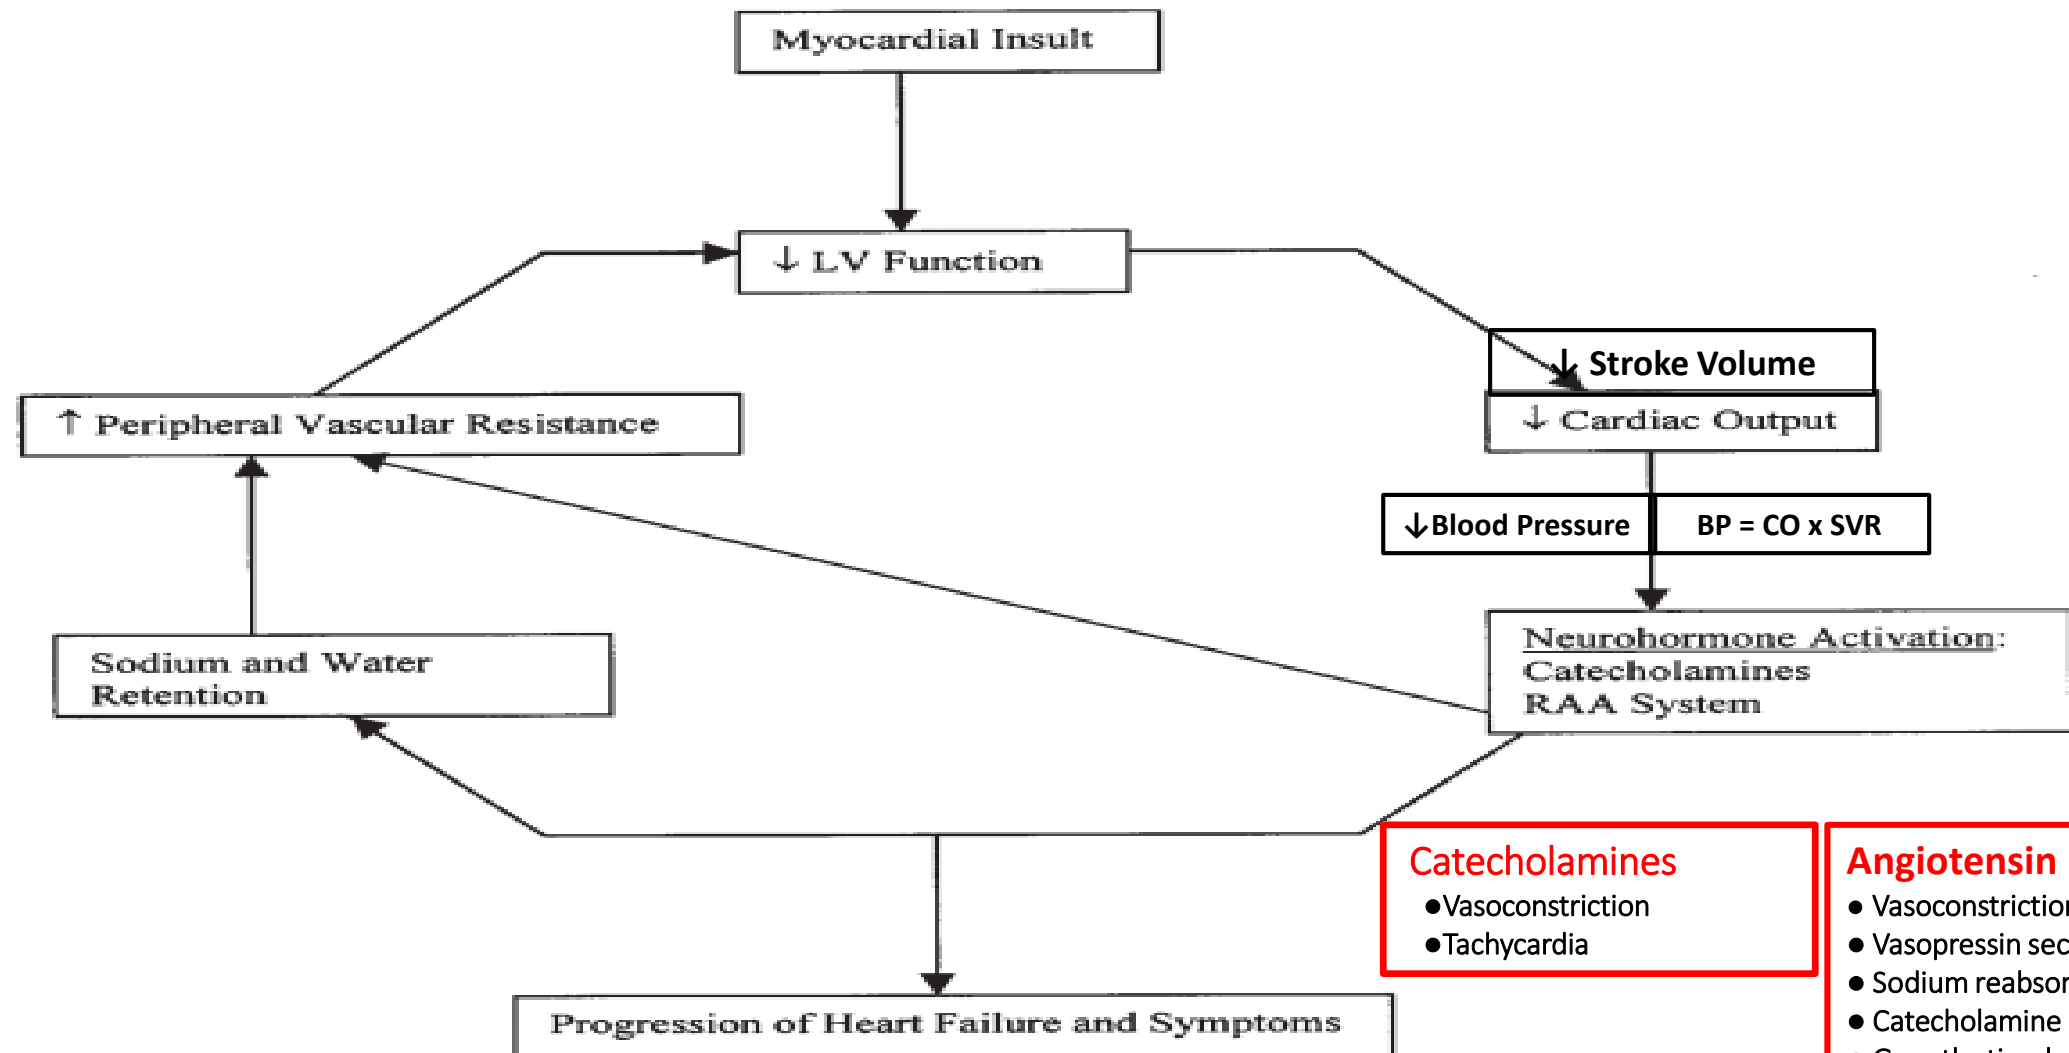 Myocardial Insult
↓ LV Function
↓ Stroke Volume
↑ Peripheral Vascular Resistance
↓ Cardiac Output
↓Blood Pressure
BP = CO x SVR
Neurohormone Activation:
Catecholamines
RAA System
Sodium and Water
Retention
Catecholamines
●Vasoconstriction
●Tachycardia
Angiotensin
● Vasoconstriction
● Vasopressin sec
● Sodium reabsor
● Catecholamine
Progression of Heart Failure and Symptoms